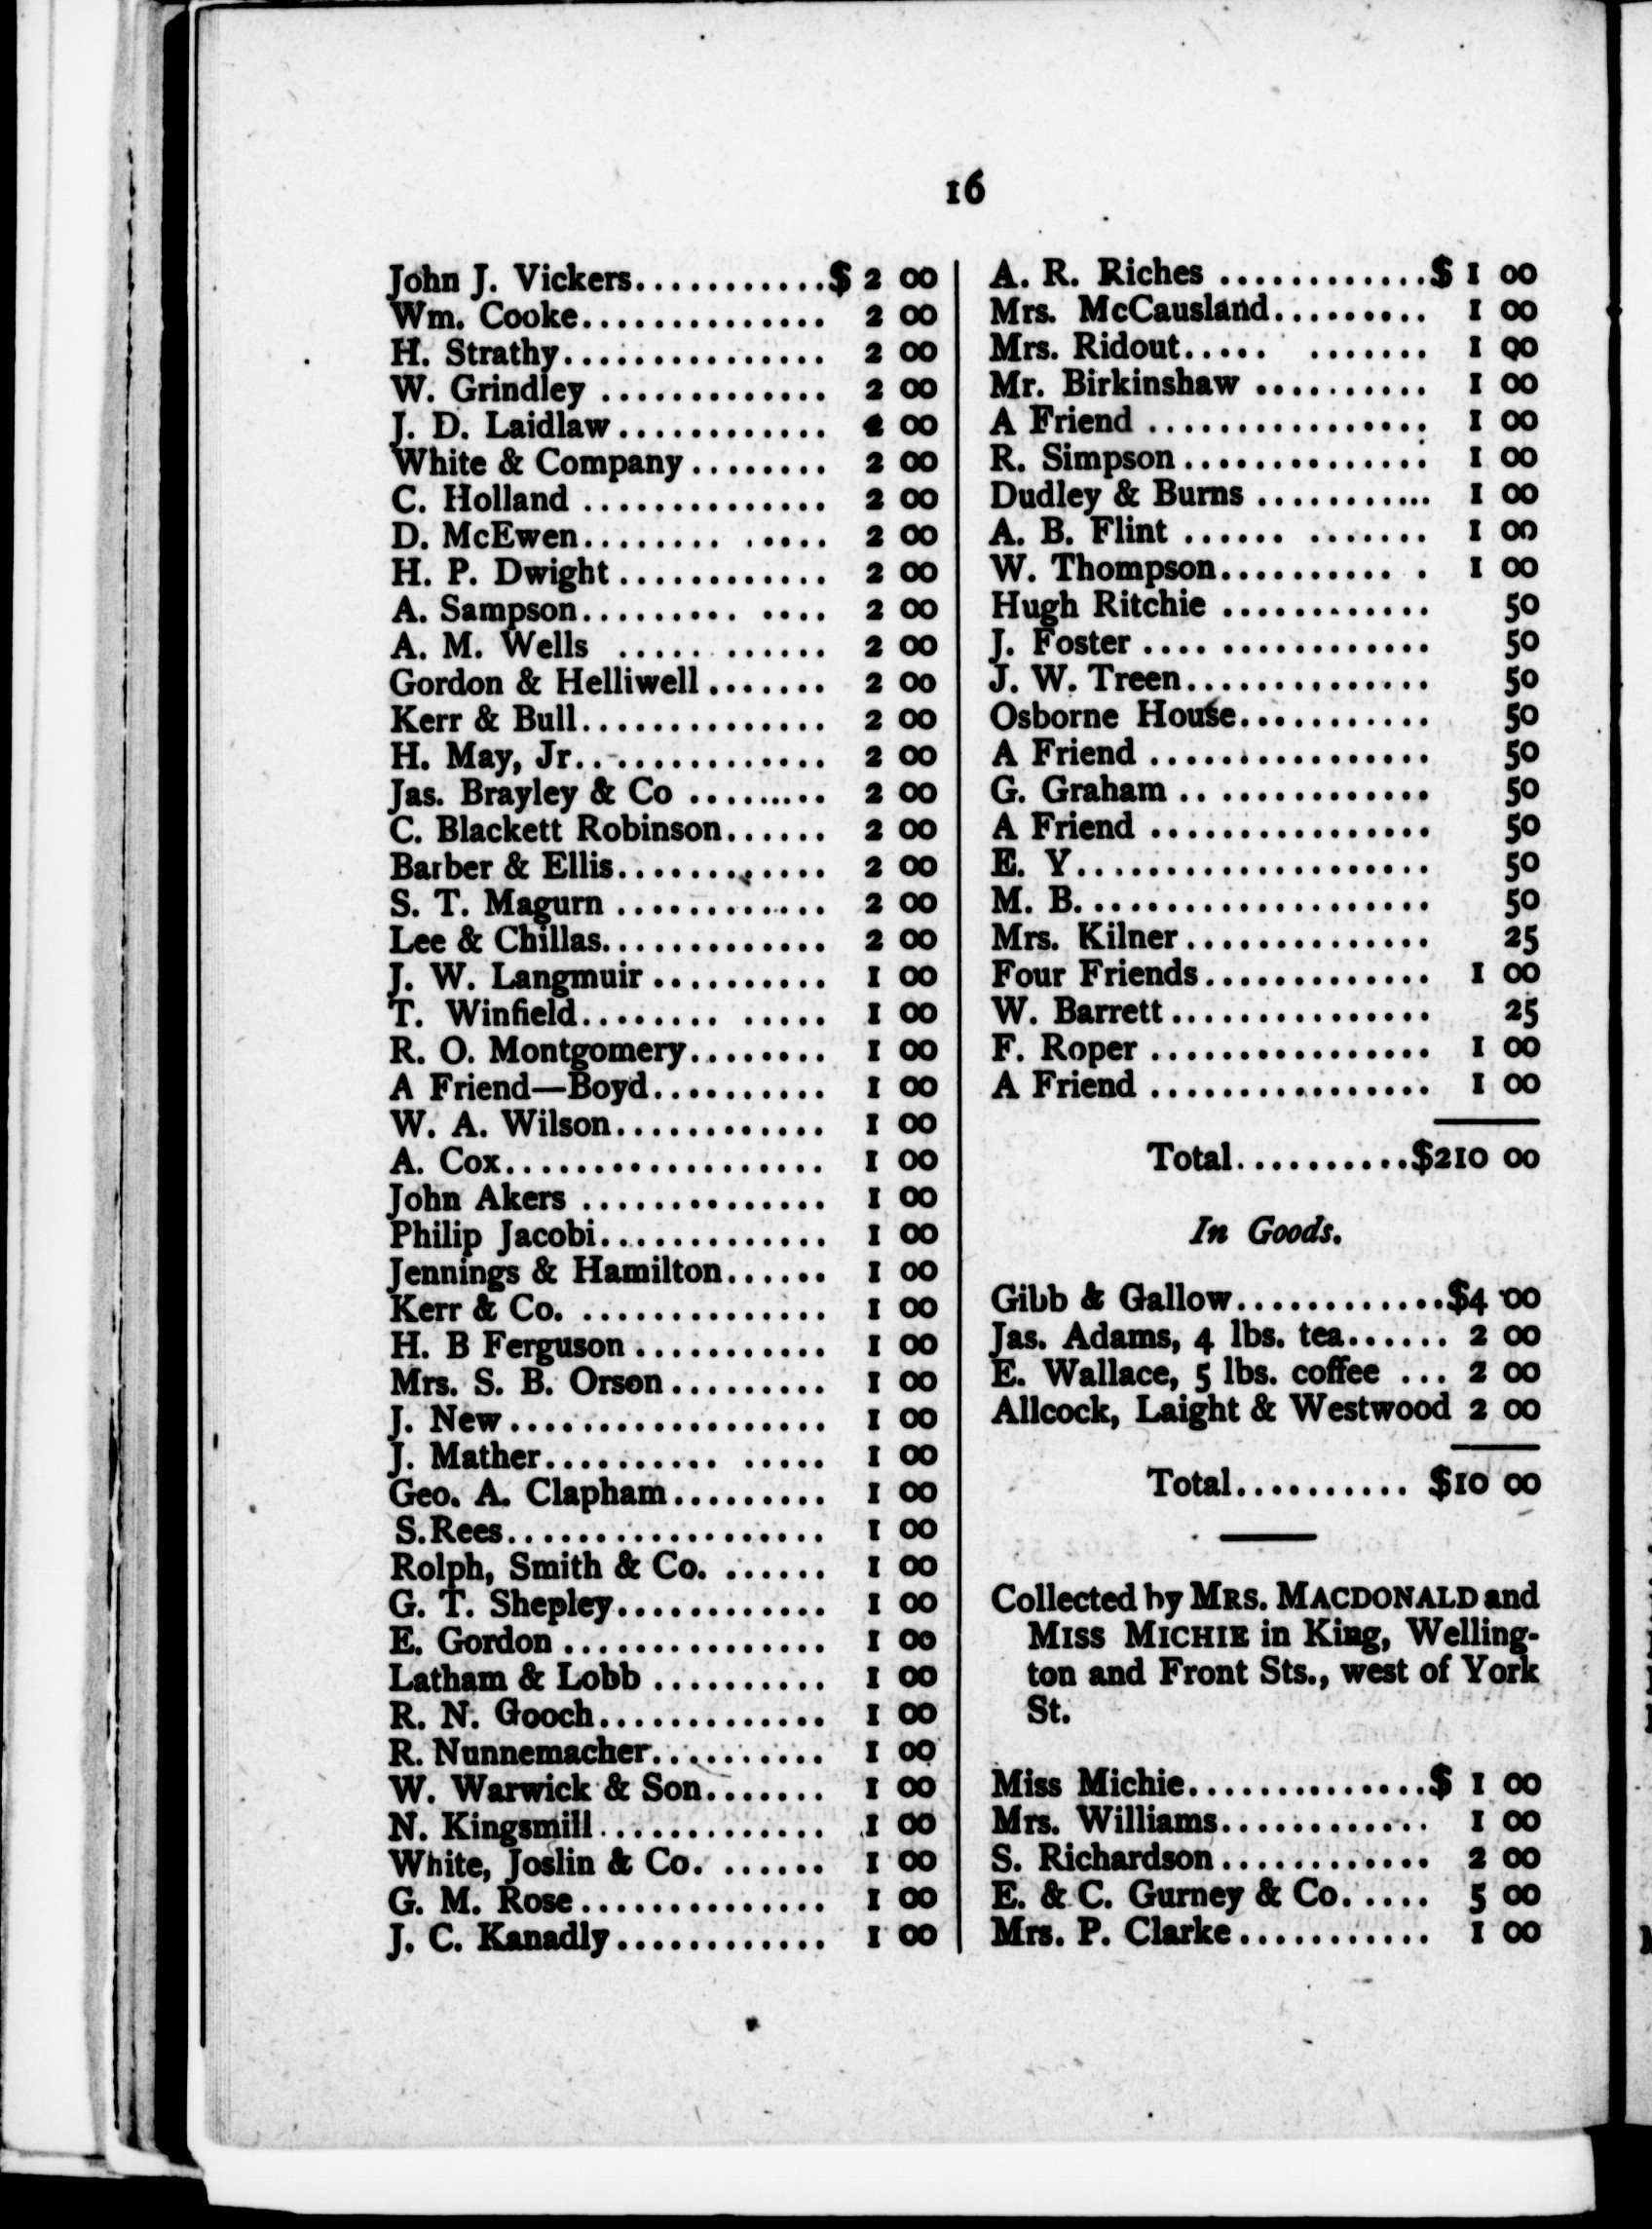 16
John J. Vickers...........$ 2 00
Wm. Cooke.............. 2 00
H. Strathy............... 2 00
W. Grindley ............. 2 00
J. D. Laidlaw............ 2 00
White & Company........ 2 00
C. Holland .............. 2 00
D. McEwen........ ..... 2 00
H. P. Dwight............ 2 00
A. Sampson......... .... 2 00
A. M. Wells ..... ...... 2 00
Gordon & Helliwell....... 2 00
Kerr & Bull.............. 2 00
H. May, Jr.............. 2 00
Jas. Brayley & Co ......... 2 00
C. Blackett Robinson...... 2 00
Barber & Ellis............ 2 00
S. T. Magurn ............ 2 00
Lee & Chillas............. 2 00
J. W. Langmuir.......... 1 00
T. Winfield........ ..... 1 00
R. O. Montgomery........ 1 00
A Friend—Boyd.......... 1 00
W. A. Wilson............ 1 00
A. Cox.................. 1 00
John Akers .............. 1 00
Philip Jacobi............. 1 00
Jennings & Hamilton...... 1 00
Kerr & Co. .............. 1 00
H. B Ferguson........... 1 00
Mrs. S. B. Orson......... 1 00
J. New.................. 1 00
J. Mather.......... ..... 1 00
Geo. A. Clapham......... 1 00
S. Rees.................. 1 00
Rolph, Smith & Co. ...... 1 00
G. T. Shepley............ 1 00
E. Gordon ............... 1 00
Latham & Lobb .......... 1 00
R. N. Gooch............. 1 00
R. Nunnemacher.......... 1 00
W. Warwick & Son....... 1 00
N. Kingsmill............. 1 00
White, Joslin & Co. ...... 1 00
G. M. Rose.............. 1 00
J. C. Kanadly............ 1 00
A. R. Riches ............$ 1 00
Mrs. McCausland......... 1 00
Mrs. Ridout..... ....... 1 00
Mr. Birkinshaw .......... 1 00
A Friend ................ 1 00
R. Simpson.............. 1 00
Dudley & Burns ........... 1 00
A. B. Flint ...... ....... 1 00
W. Thompson.......... . 1 00
Hugh Ritchie ............ 50
J. Foster .... ............ 50
J. W. Treen.............. 50
Osborne House........... 50
A Friend ................ 50
G. Graham .. ............ 50
A Friend ................ 50
E. Y.................... 50
M. B.................... 50
Mrs. Kilner.............. 25
Four Friends............. 1 00
W. Barrett............... 25
F. Roper ................ 1 00
A Friend ................ 1 00
Total..........$210 00
In Goods.
Gibb & Gallow............$4 00
Jas. Adams, 4 lbs. tea...... 2 00
E. Wallace, 5 lbs. coffee ... 2 00
Allcock, Laight & Westwood 2 00
Total.......... $10 00
Collected by MRS. MACDONALD and
MISS MICHIE in King, Welling-
ton and Front Sts., west of York
St.
Miss Michie..............$ 1 00
Mrs. Williams............ 1 00
S. Richardson............ 2 00
E. & C. Gurney & Co..... 5 00
Mrs. P. Clarke........... 1 00